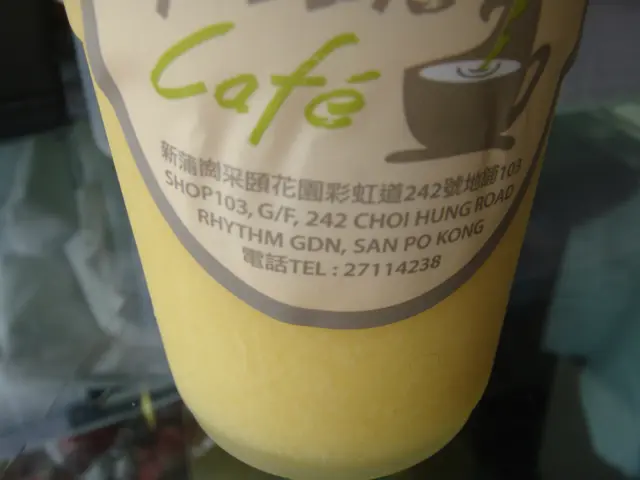 Café
新蒲崗采頤花園彩虹道242號地舖103
SHOP103, G/F, 242 CHOI HUNG ROAD
RHYTHM GDN, SAN PO KONG
電話TEL : 27114238